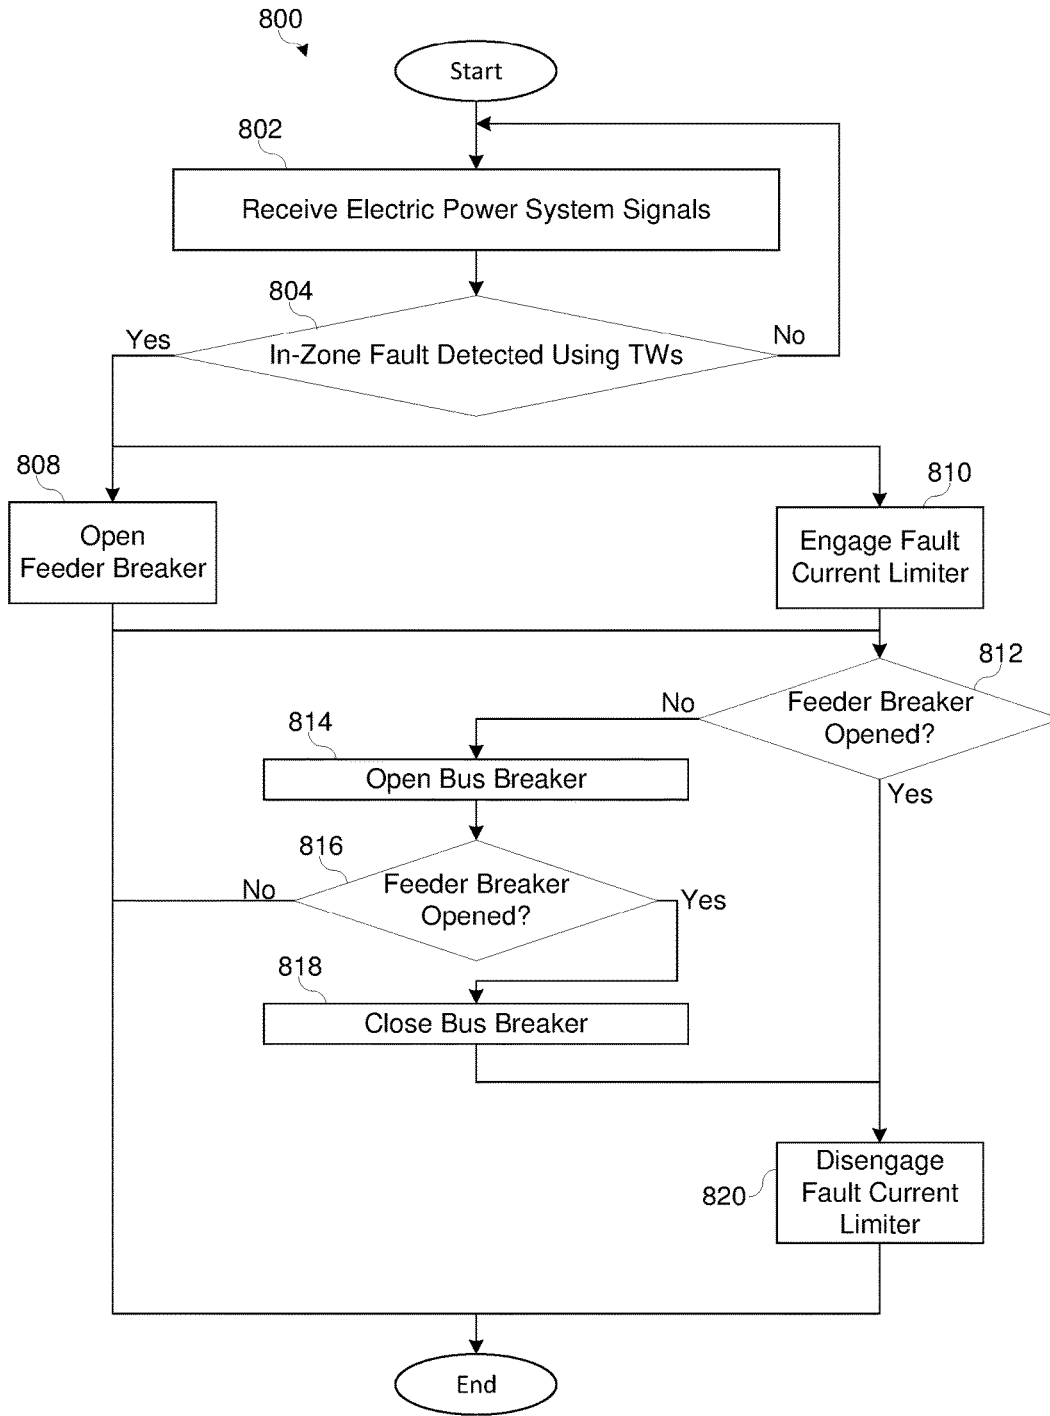 800
Start
802
Receive Electric Power System Signals
804
Yes
No
In-Zone Fault Detected Using TWs
808
810
Open
Feeder Breaker
Engage Fault
Current Limiter
812
No
Feeder Breaker
Opened?
814
Open Bus Breaker
Yes
816
No
Feeder Breaker
Opened?
Yes
818
Close Bus Breaker
820
Disengage
Fault Current
Limiter
End